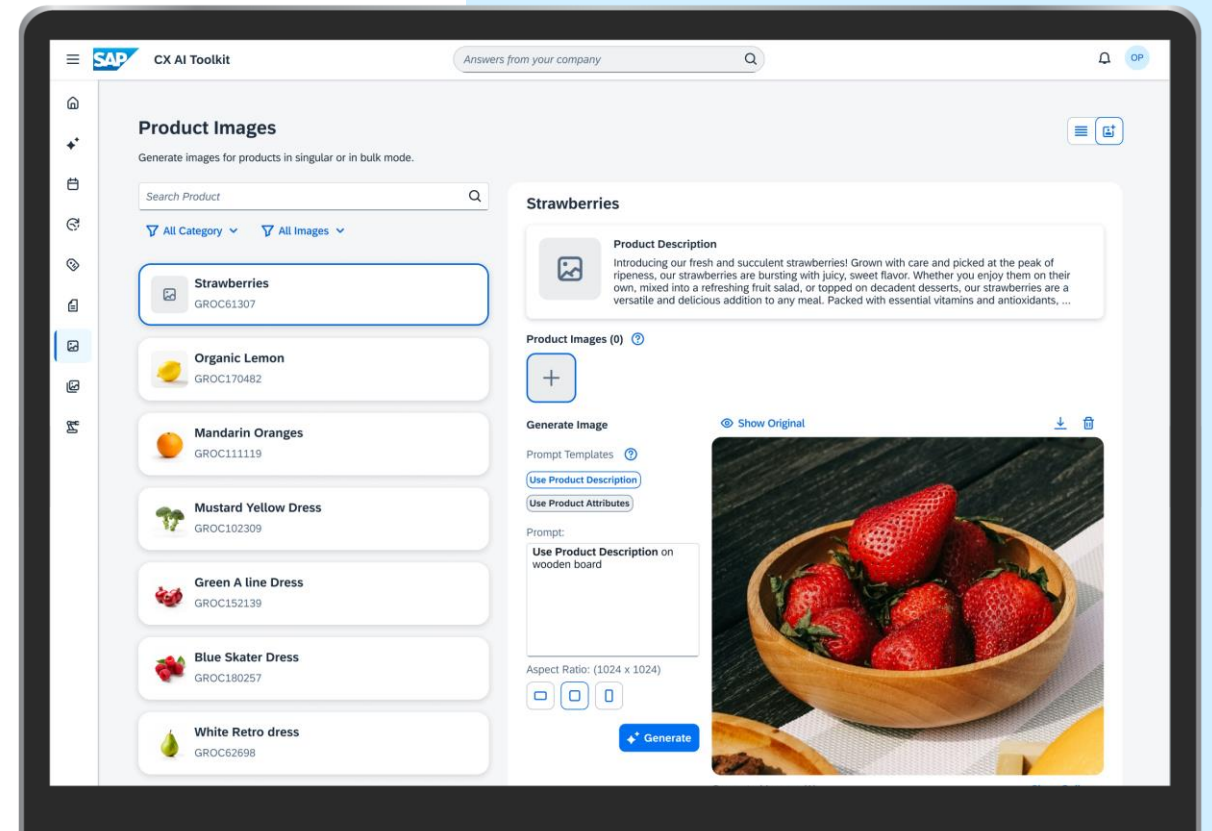 SAP
CX AI Toolkit
Answers from your company
OP
Product Images
Generate images for products in singular or in bulk mode.
Search Product
All Category
All Images
Strawberries
GROC61307
Organic Lemon
GROC170482
Mandarin Oranges
GROC111119
Mustard Yellow Dress
GROC102309
Green A line Dress
GROC152139
Blue Skater Dress
GROC180257
White Retro dress
GROC62698
Strawberries
Product Description
Introducing our fresh and succulent strawberries! Grown with care and picked at the peak of
ripeness, our strawberries are bursting with juicy, sweet flavor. Whether you enjoy them on their
own, mixed into a refreshing fruit salad, or topped on decadent desserts, our strawberries are a
versatile and delicious addition to any meal. Packed with essential vitamins and antioxidants, ...
Product Images (0)
Generate Image
Show Original
Prompt Templates
Use Product Description
Use Product Attributes
Prompt:
Use Product Description on
wooden board
Aspect Ratio: (1024 x 1024)
Generate